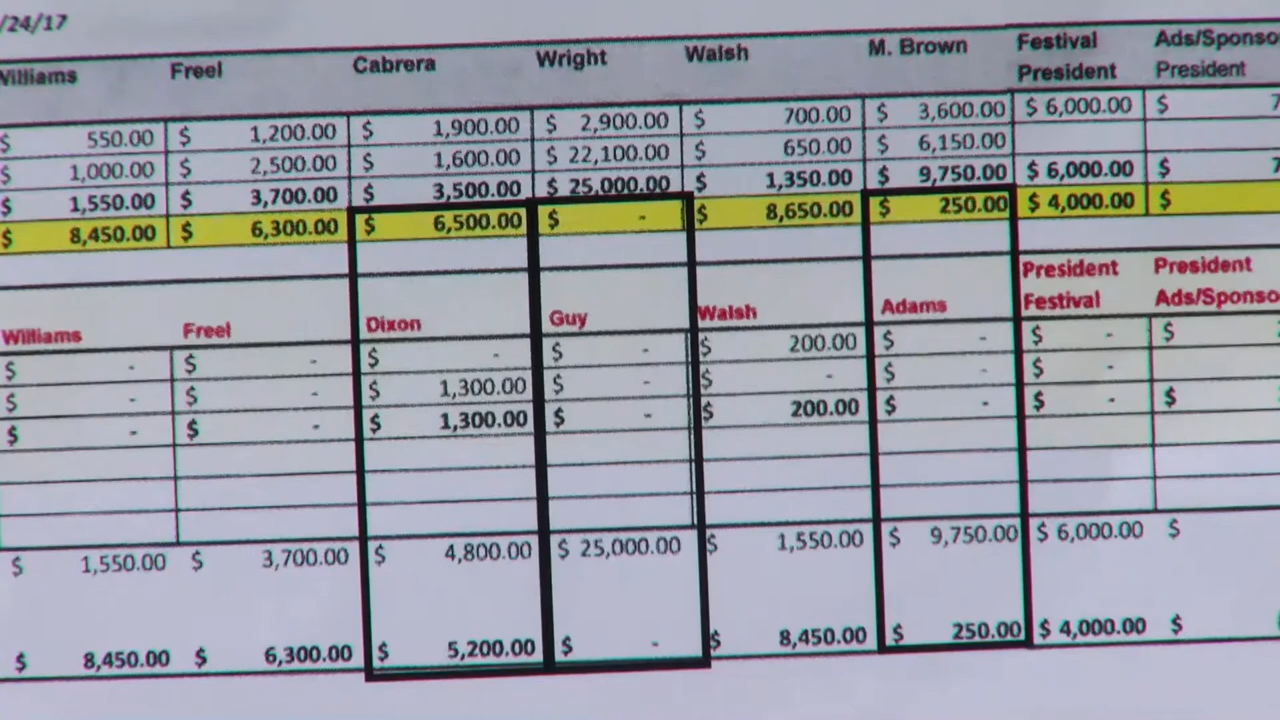 /24/17
Williams Freel Cabrera Wright Walsh M. Brown Festival President Ads/Sponso President
$ 550.00 $ 1,200.00 $ 1,900.00 $ 2,900.00 $ 700.00 $ 3,600.00 $ 6,000.00 $ 7
$ 1,000.00 $ 2,500.00 $ 1,600.00 $ 22,100.00 $ 650.00 $ 6,150.00
$ 1,550.00 $ 3,700.00 $ 3,500.00 $ 25,000.00 $ 1,350.00 $ 9,750.00 $ 6,000.00 $ 7
$ 8,450.00 $ 6,300.00 $ 6,500.00 $ - $ 8,650.00 $ 250.00 $ 4,000.00 $
Williams Freel Dixon Guy Walsh Adams President Festival President Ads/Sponso
$ - $ - $ - $ - $ 200.00 $ - $ - $
$ - $ - $ 1,300.00 $ - $ - $ - $ -
$ - $ - $ 1,300.00 $ - $ 200.00 $ - $ - $
$ 1,550.00 $ 3,700.00 $ 4,800.00 $ 25,000.00 $ 1,550.00 $ 9,750.00 $ 6,000.00 $
$ 8,450.00 $ 6,300.00 $ 5,200.00 $ - $ 8,450.00 $ 250.00 $ 4,000.00 $